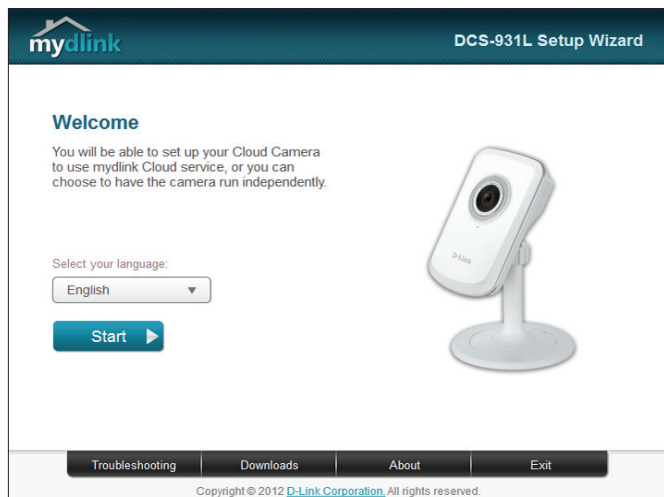 mydlink
DCS-931L Setup Wizard
Welcome
You will be able to set up your Cloud Camera
to use mydlink Cloud service, or you can
choose to have the camera run independently.
D-Link
Select your language:
English
Start
Troubleshooting
Downloads
About
Exit
Copyright © 2012 D-Link Corporation. All rights reserved.